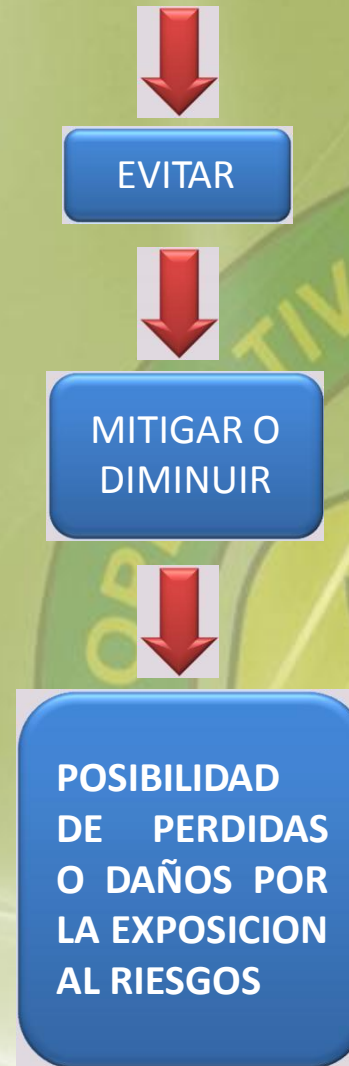 EVITAR
MITIGAR O
DIMINUIR
POSIBILIDAD
DE PERDIDAS
O DAÑOS POR
LA EXPOSICION
AL RIESGOS